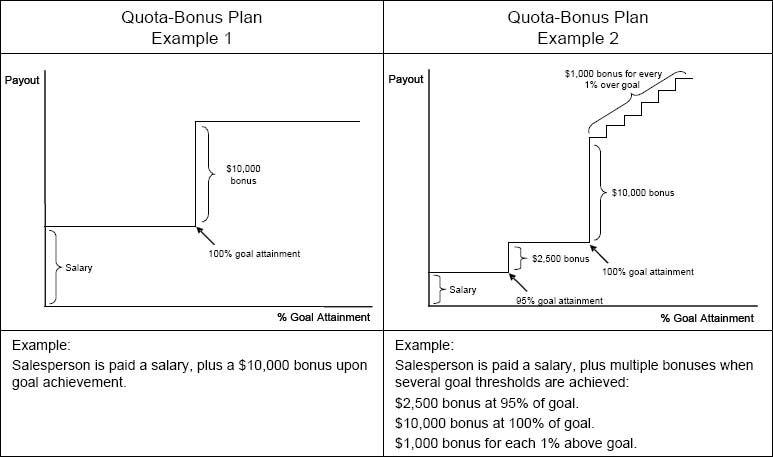 Quota-Bonus Plan
Example 1
Payout
$10,000
bonus
100% goal attainment
Salary
% Goal Attainment
Example:
Salesperson is paid a salary, plus a $10,000 bonus upon
goal achievement.
Quota-Bonus Plan
Example 2
Payout
$1,000 bonus for every
1% over goal
$10,000 bonus
$2,500 bonus
100% goal attainment
Salary
95% goal attainment
% Goal Attainment
Example:
Salesperson is paid a salary, plus multiple bonuses when
several goal thresholds are achieved:
$2,500 bonus at 95% of goal.
$10,000 bonus at 100% of goal.
$1,000 bonus for each 1% above goal.